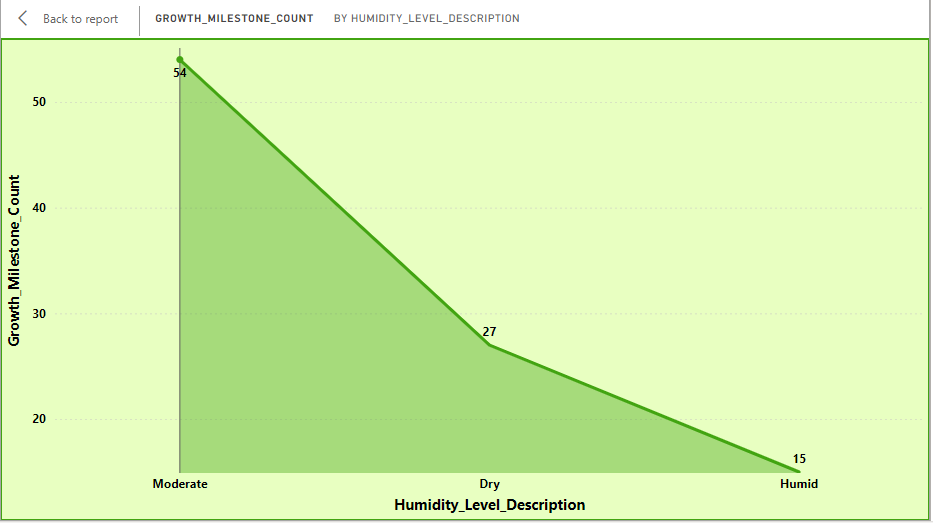 Back to report
GROWTH_MILESTONE_COUNT
BY HUMIDITY_LEVEL_DESCRIPTION
Growth_Milestone_Count
50
40
30
20
54
27
15
Moderate
Dry
Humid
Humidity_Level_Description